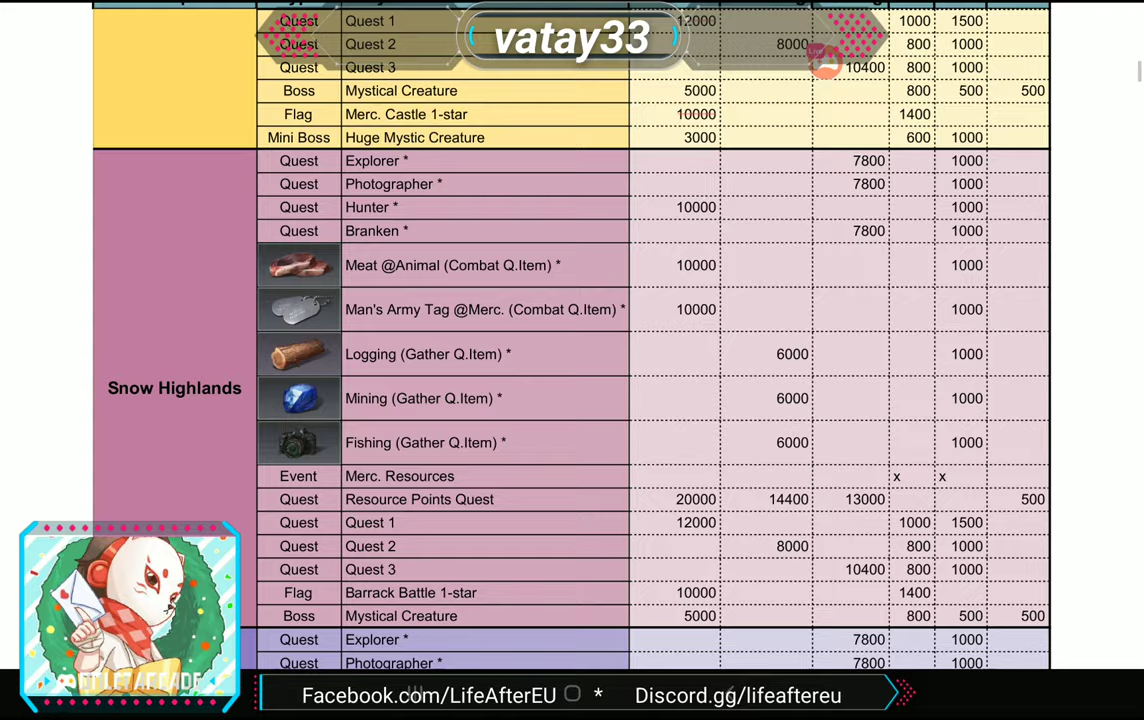 vatay33
Quest Quest 1 12000 1000 1500
Quest Quest 2 8000 800 1000
Quest Quest 3 10400 800 1000
Boss Mystical Creature 5000 800 500 500
Flag Merc. Castle 1-star 10000 1400
Mini Boss Huge Mystic Creature 3000 600 1000
Snow Highlands
Quest Explorer * 7800 1000
Quest Photographer * 7800 1000
Quest Hunter * 10000 1000
Quest Branken * 7800 1000
Meat @Animal (Combat Q.Item) * 10000 1000
Man's Army Tag @Merc. (Combat Q.Item) * 10000 1000
Logging (Gather Q.Item) * 6000 1000
Mining (Gather Q.Item) * 6000 1000
Fishing (Gather Q.Item) * 6000 1000
Event Merc. Resources x x
Quest Resource Points Quest 20000 14400 13000 500
Quest Quest 1 12000 1000 1500
Quest Quest 2 8000 800 1000
Quest Quest 3 10400 800 1000
Flag Barrack Battle 1-star 10000 1400
Boss Mystical Creature 5000 800 500 500
Quest Explorer * 7800 1000
Quest Photographer * 7800 1000
Facebook.com/LifeAfterEU * Discord.gg/lifeaftereu